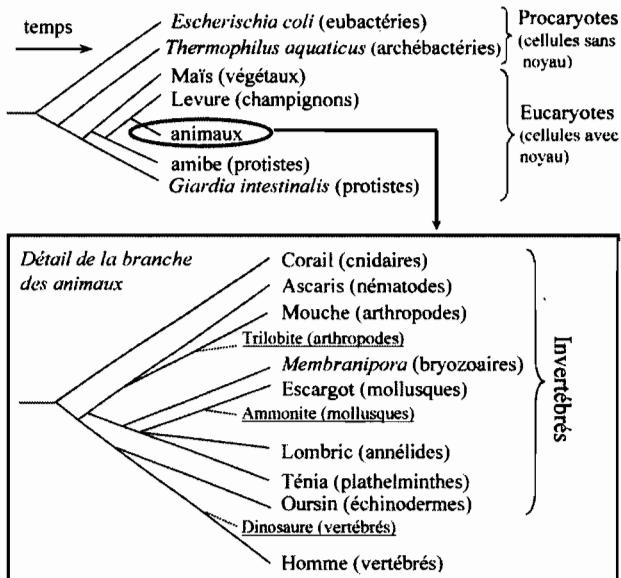 temps
Escherischia coli (eubactéries)
Thermophilus aquaticus (archébactéries)
Maïs (végétaux)
Levure (champignons)
animaux
amibe (protistes)
Giardia intestinalis (protistes)
Procaryotes
(cellules sans
noyau)
Eucaryotes
(cellules avec
noyau)
Détail de la branche
des animaux
Corail (cnidaires)
Ascaris (nématodes)
Mouche (arthropodes)
Trilobite (arthropodes)
Membranipora (bryozoaires)
Escargot (mollusques)
Ammonite (mollusques)
Lombric (annélides)
Ténia (plathelminthes)
Oursin (échinodermes)
Dinosaure (vertébrés)
Homme (vertébrés)
Invertébrés